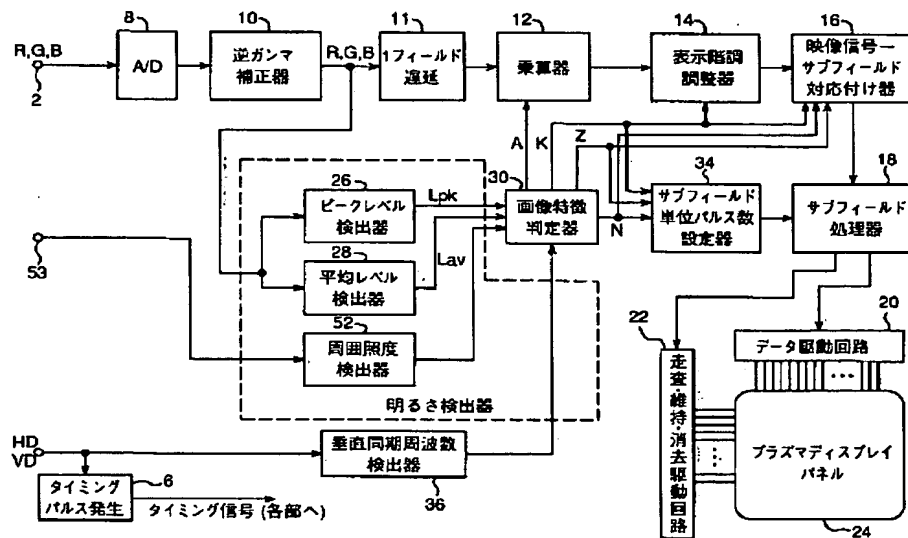 8
10
11
12
14
16
R,G,B
2
A/D
逆ガンマ
補正器
R,G,B
1フィールド
遅延
乗算器
表示階調
調整器
映像信号ー
サブフィールド
対応付け器
A
K
Z
26
ピークレベル
検出器
Lpk
30
画像特徴
判定器
N
34
サブフィールド
単位パルス数
設定器
18
サブフィールド
処理器
53
28
平均レベル
検出器
Lav
52
周囲照度
検出器
明るさ検出器
22
走査・維持・消去駆動回路
20
データ駆動回路
プラズマディスプレイ
パネル
24
HD
VD
垂直同期周波数
検出器
36
タイミング
パルス発生
6
タイミング信号 (各部へ)